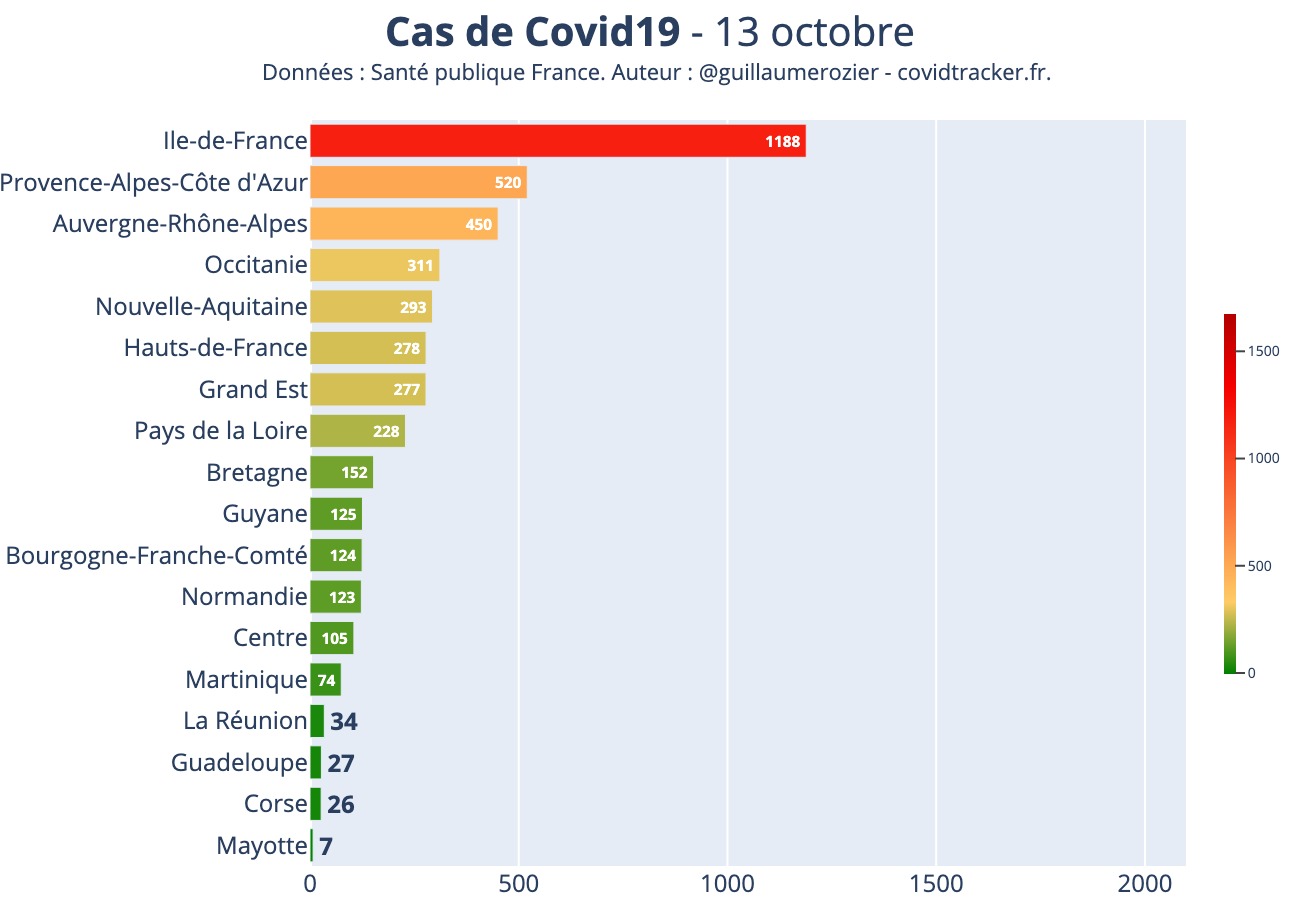 Cas de Covid19 - 13 octobre
Données : Santé publique France. Auteur : @guillaumerozier - covidtracker.fr.
Ile-de-France 1188
Provence-Alpes-Côte d'Azur 520
Auvergne-Rhône-Alpes 450
Occitanie 311
Nouvelle-Aquitaine 293
Hauts-de-France 278
Grand Est 277
Pays de la Loire 228
Bretagne 152
Guyane 125
Bourgogne-Franche-Comté 124
Normandie 123
Centre 105
Martinique 74
La Réunion 34
Guadeloupe 27
Corse 26
Mayotte 7
0 500 1000 1500 2000
1500
1000
500
0